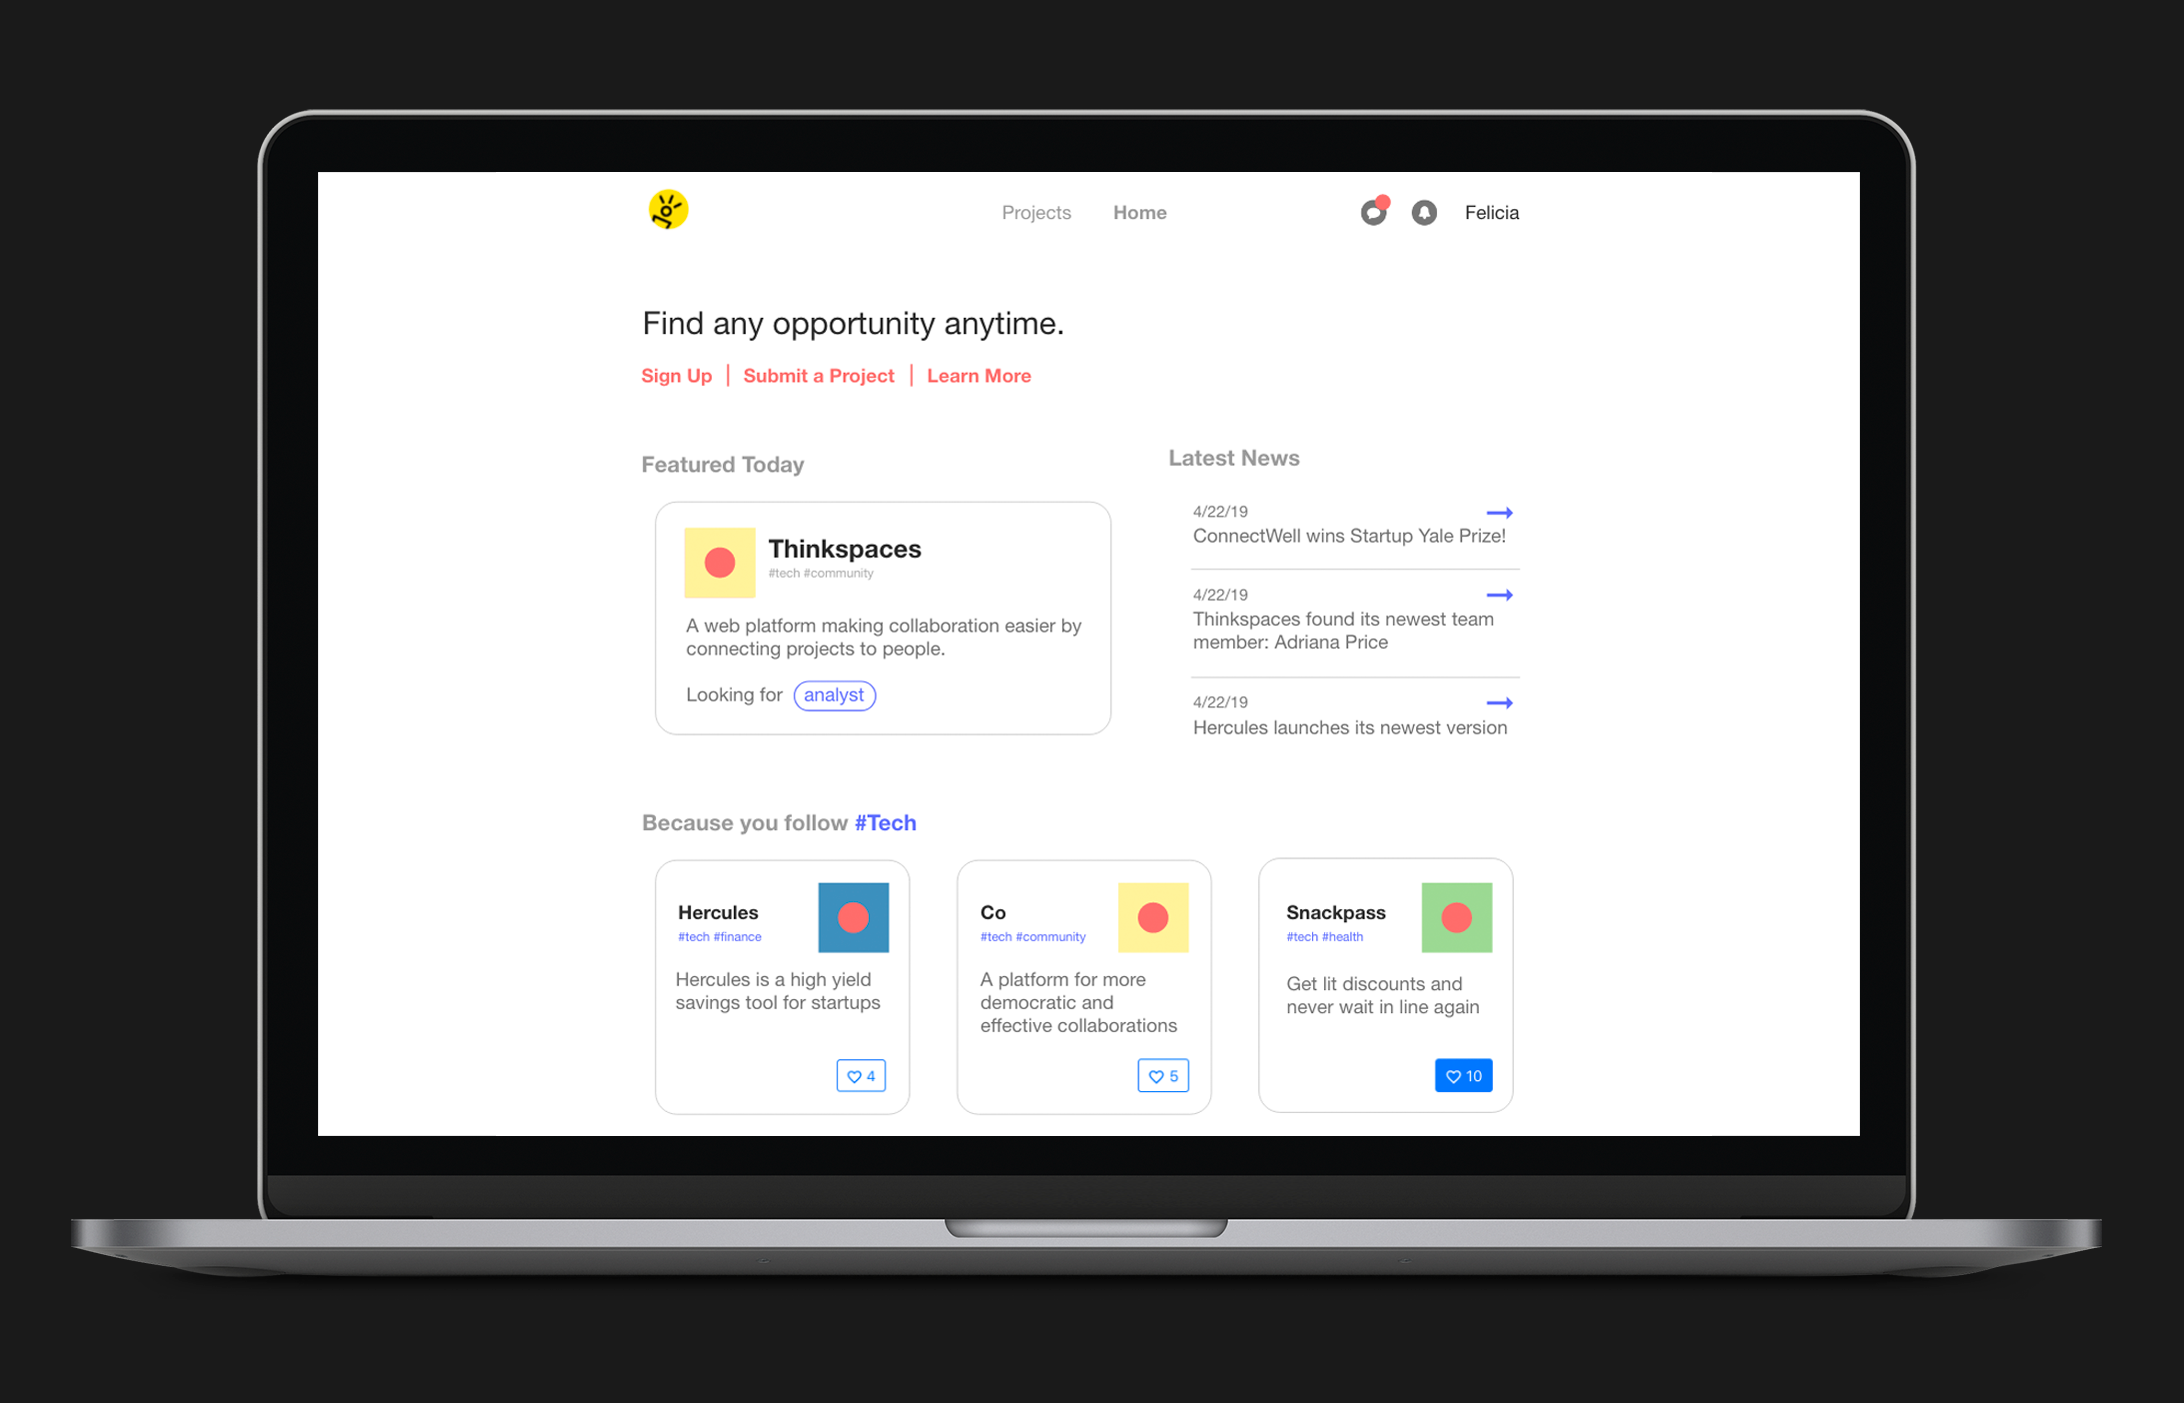 Projects Home Felicia
Find any opportunity anytime.
Sign Up | Submit a Project | Learn More
Featured Today
Thinkspaces
#tech #community
A web platform making collaboration easier by
connecting projects to people.
Looking for analyst
Latest News
4/22/19
ConnectWell wins Startup Yale Prize!
4/22/19
Thinkspaces found its newest team
member: Adriana Price
4/22/19
Hercules launches its newest version
Because you follow #Tech
Hercules
#tech #finance
Hercules is a high yield
savings tool for startups
4
Co
#tech #community
A platform for more
democratic and
effective collaborations
5
Snackpass
#tech #health
Get lit discounts and
never wait in line again
10